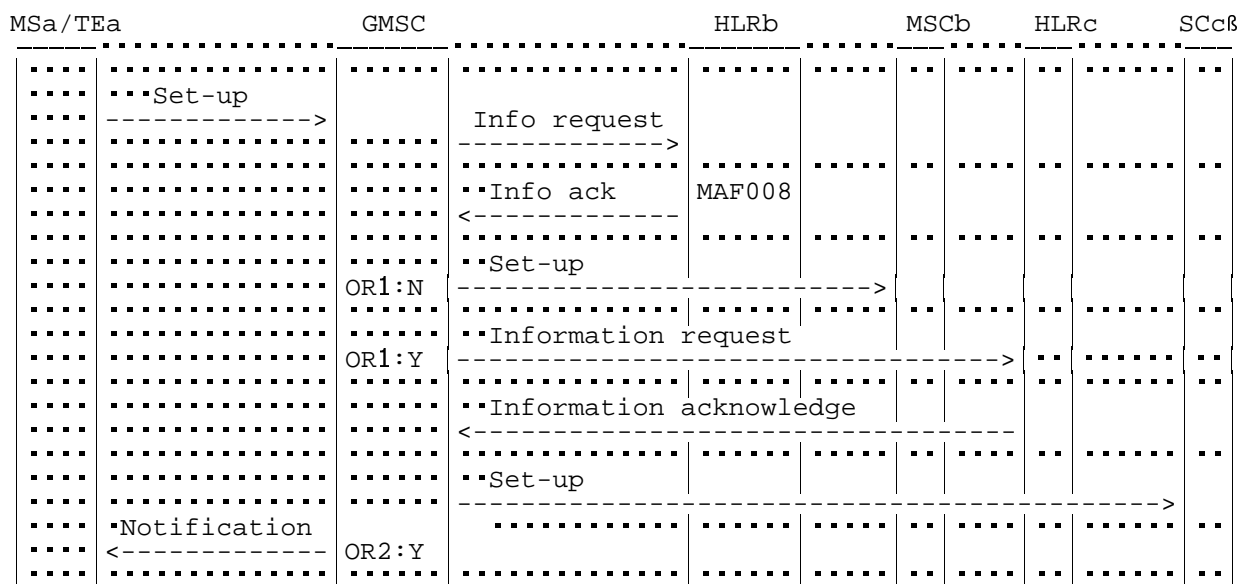 MSa/TEa GMSC HLRb MSCb HLRc SCcß
Set-up
Info request
Info ack MAF008
Set-up
OR1:N
Information request
OR1:Y
Information acknowledge
Set-up
Notification
OR2:Y